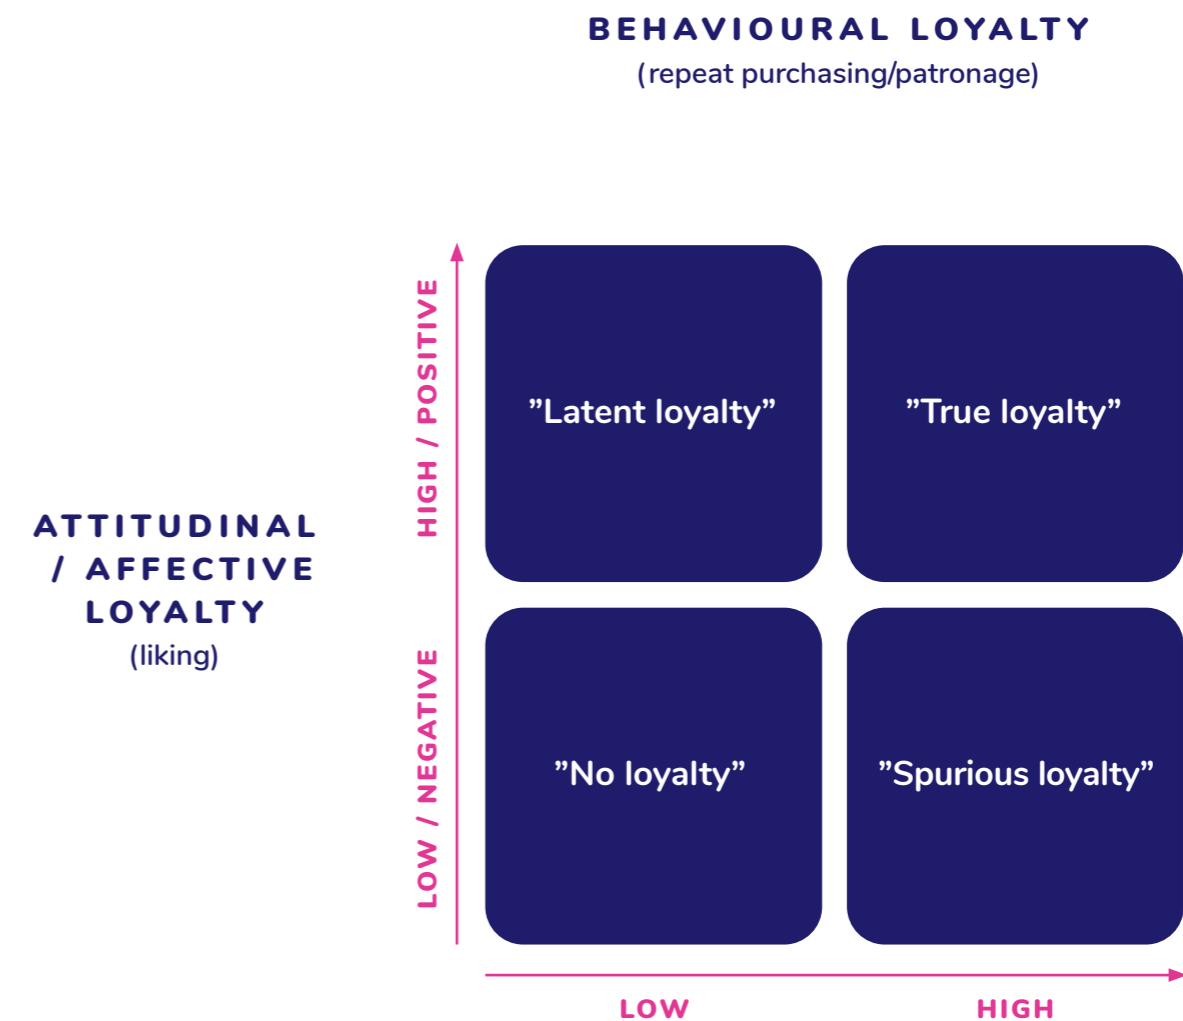 BEHAVIOURAL LOYALTY
(repeat purchasing/patronage)
HIGH / POSITIVE
”Latent loyalty”
”True loyalty”
ATTITUDINAL
/ AFFECTIVE
LOYALTY
(liking)
LOW / NEGATIVE
”No loyalty”
”Spurious loyalty”
LOW
HIGH